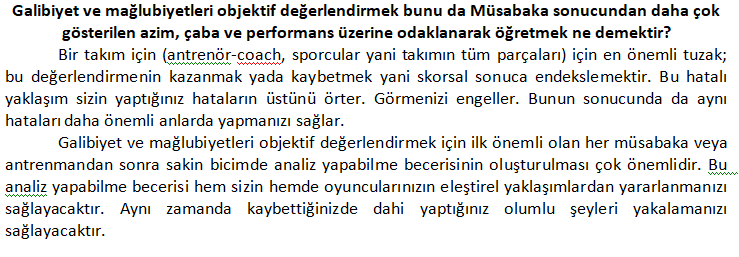 Galibiyet ve mağlubiyetleri objektif değerlendirmek bunu da Müsabaka sonucundan daha çok
gösterilen azim, çaba ve performans üzerine odaklanarak öğretmek ne demektir?
Bir takım için (antrenör-coach, sporcular yani takımın tüm parçaları) için en önemli tuzak;
bu değerlendirmenin kazanmak yada kaybetmek yani skorsal sonuca endekslemektir. Bu hatalı
yaklaşım sizin yaptığınız hataların üstünü örter. Görmenizi engeller. Bunun sonucunda da aynı
hataları daha önemli anlarda yapmanızı sağlar.
Galibiyet ve mağlubiyetleri objektif değerlendirmek için ilk önemli olan her müsabaka veya
antrenmandan sonra sakin bicimde analiz yapabilme becerisinin oluşturulması çok önemlidir. Bu
analiz yapabilme becerisi hem sizin hemde oyuncularınızın eleştirel yaklaşımlardan yararlanmanızı
sağlayacaktır. Aynı zamanda kaybettiğinizde dahi yaptığınız olumlu şeyleri yakalamanızı
sağlayacaktır.